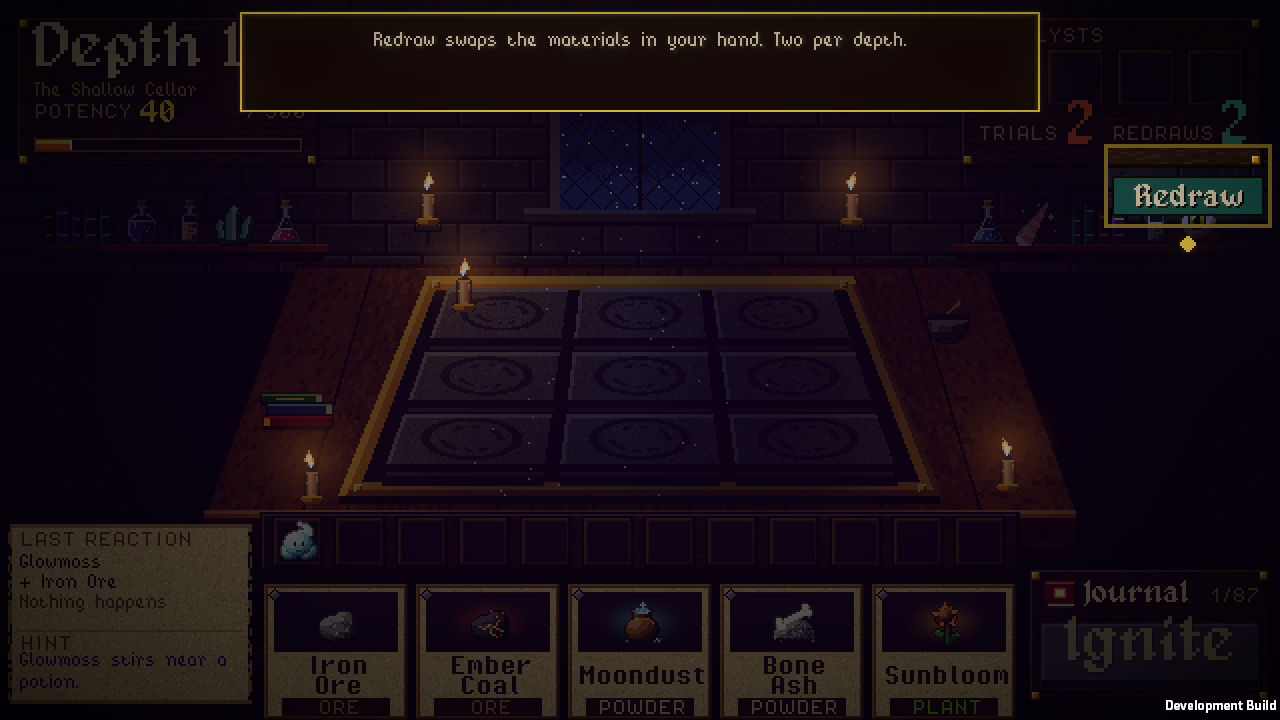 Redraw swaps the materials in your hand. Two per depth.
Depth 1
The Shallow Cellar
POTENCY 40
TRIALS 2
REDRAWS 2
Redraw
LAST REACTION
Glowmoss
+ Iron Ore
Nothing happens
HINT
Glowmoss stirs near a
potion.
Iron
Ore
ORE
Ember
Coal
ORE
Moondust
POWDER
Bone
Ash
POWDER
Sunbloom
PLANT
Journal 1/87
Ignite
Development Build